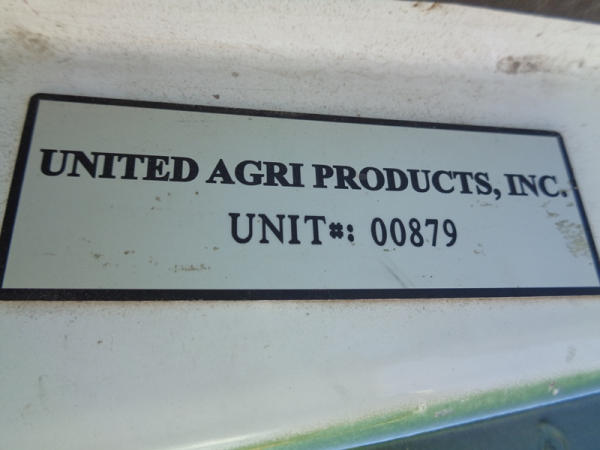 UNITED AGRI PRODUCTS, INC.
UNIT#: 00879